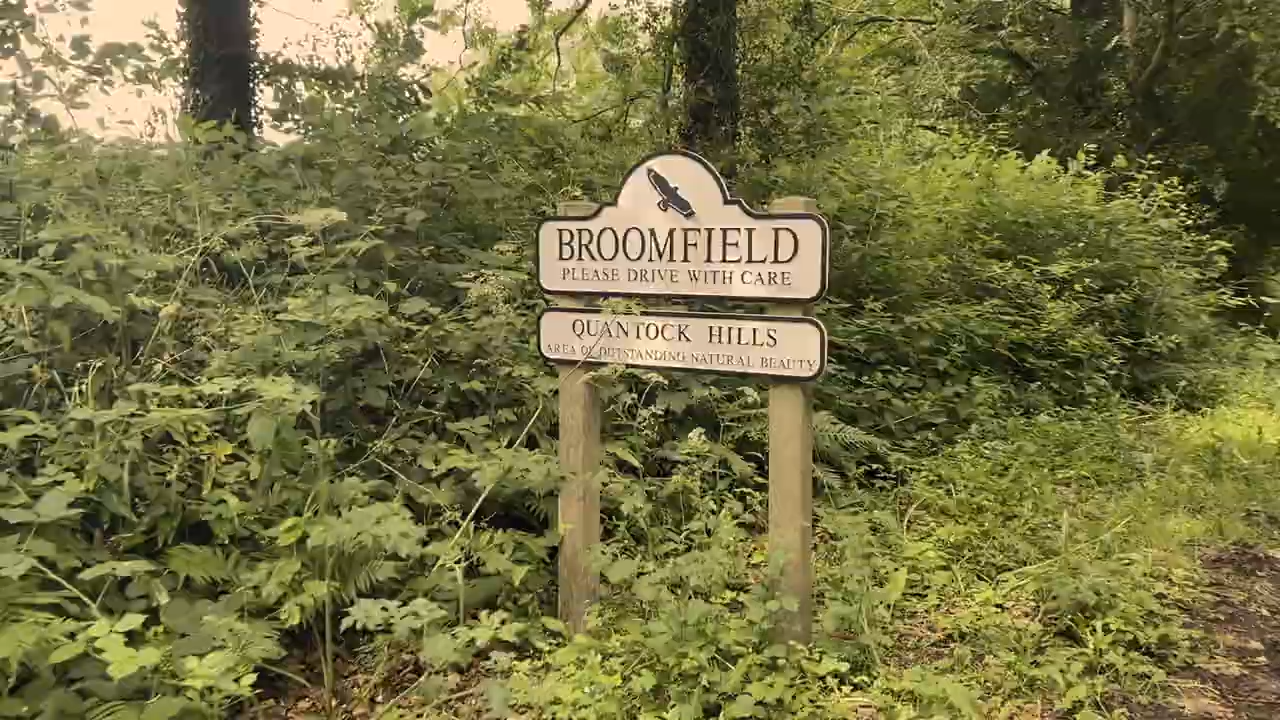 BROOMFIELD
PLEASE DRIVE WITH CARE
QUANTOCK HILLS
AREA OF OUTSTANDING NATURAL BEAUTY